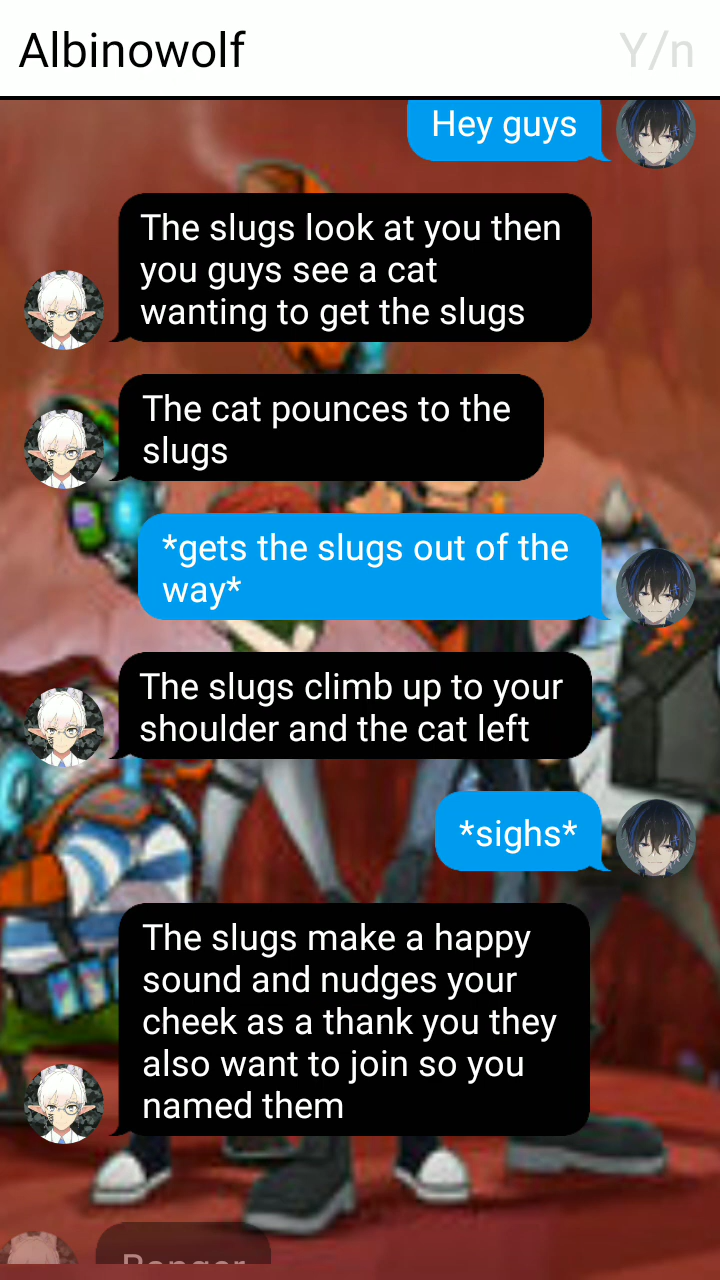 Albinowolf
Y/n
Hey guys
The slugs look at you then
you guys see a cat
wanting to get the slugs
The cat pounces to the
slugs
*gets the slugs out of the
way*
The slugs climb up to your
shoulder and the cat left
*sighs*
The slugs make a happy
sound and nudges your
cheek as a thank you they
also want to join so you
named them